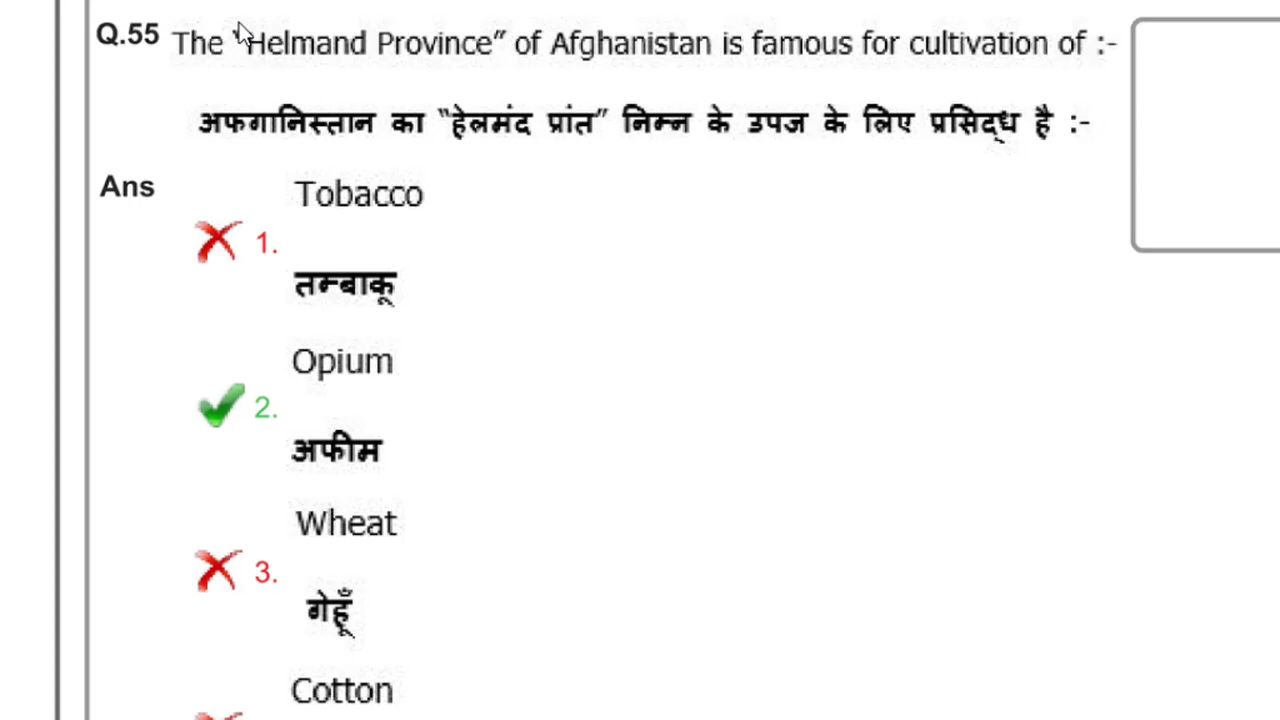 Q.55 The "Helmand Province" of Afghanistan is famous for cultivation of :-
अफगानिस्तान का "हेलमंद प्रांत" निम्न के उपज के लिए प्रसिद्ध है :-
Ans
Tobacco
1.
तम्बाकू
Opium
2.
अफीम
Wheat
3.
गेहूँ
Cotton